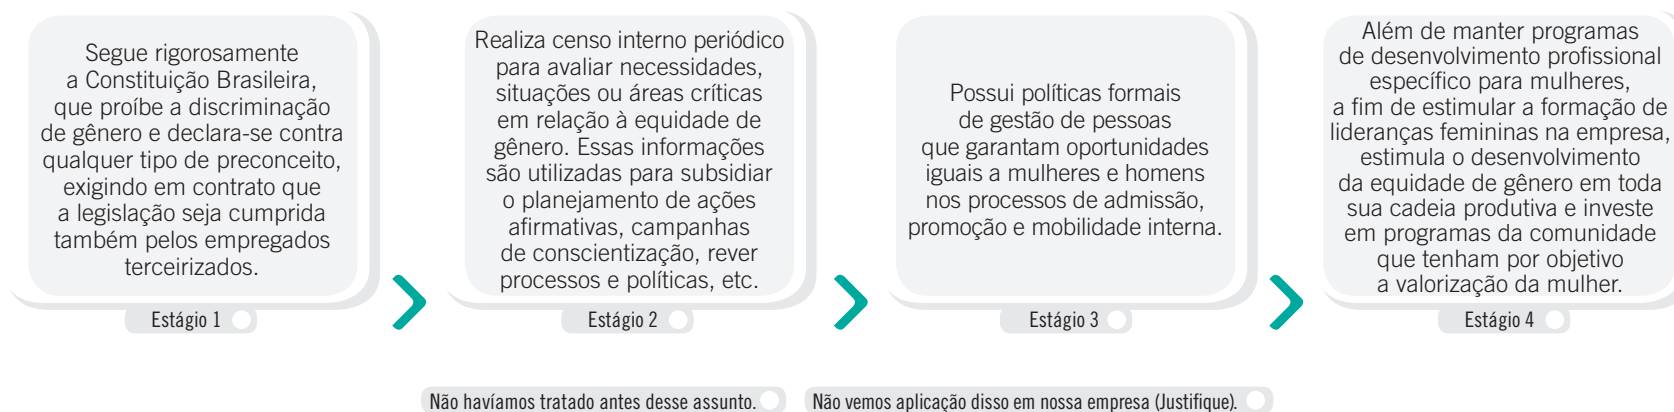 Segue rigorosamente
a Constituição Brasileira,
que proíbe a discriminação
de gênero e declara-se contra
qualquer tipo de preconceito,
exigindo em contrato que
a legislação seja cumprida
também pelos empregados
terceirizados.
Estágio 1
Realiza censo interno periódico
para avaliar necessidades,
situações ou áreas críticas
em relação à equidade de
gênero. Essas informações
são utilizadas para subsidiar
o planejamento de ações
afirmativas, campanhas
de conscientização, rever
processos e políticas, etc.
Estágio 2
Possui políticas formais
de gestão de pessoas
que garantam oportunidades
iguais a mulheres e homens
nos processos de admissão,
promoção e mobilidade interna.
Estágio 3
Além de manter programas
de desenvolvimento profissional
específico para mulheres,
a fim de estimular a formação de
lideranças femininas na empresa,
estimula o desenvolvimento
da equidade de gênero em toda
sua cadeia produtiva e investe
em programas da comunidade
que tenham por objetivo
a valorização da mulher.
Estágio 4
Não havíamos tratado antes desse assunto.
Não vemos aplicação disso em nossa empresa (Justifique).